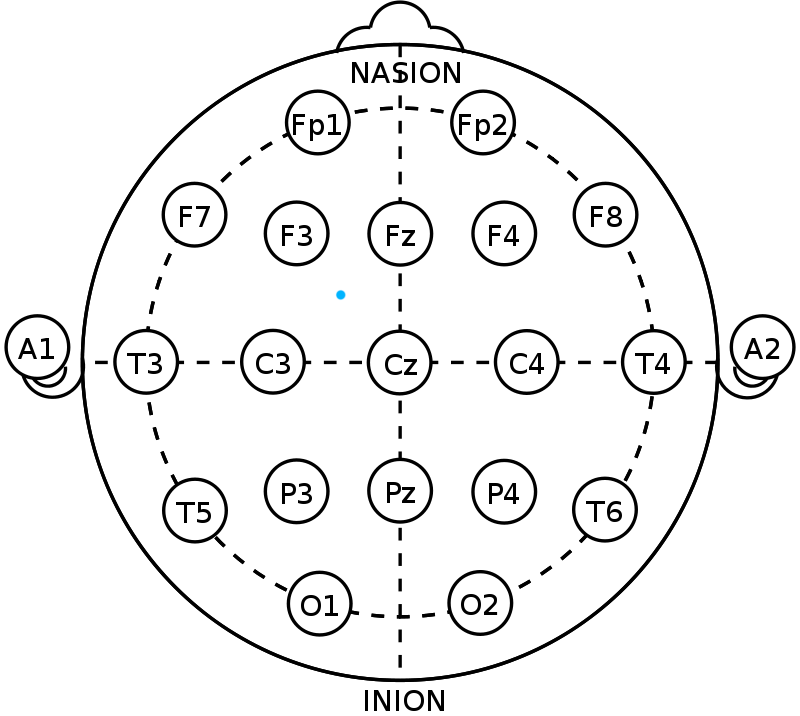 NASION
Fp1 Fp2
F7 F3 Fz F4 F8
A1 T3 C3 Cz C4 T4 A2
T5 P3 Pz P4 T6
O1 O2
INION